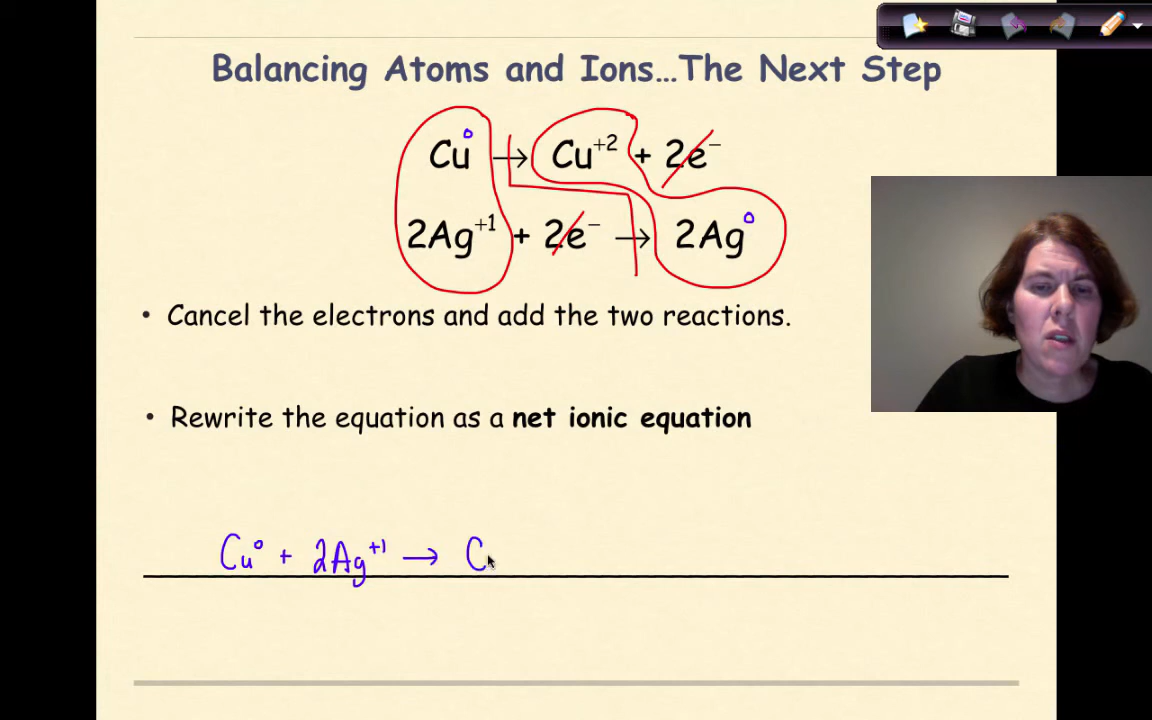 Balancing Atoms and Ions...The Next Step
Cu° → Cu⁺² + 2e⁻
2Ag⁺¹ + 2e⁻ → 2Ag°
• Cancel the electrons and add the two reactions.
• Rewrite the equation as a net ionic equation
Cu° + 2Ag⁺¹ → C